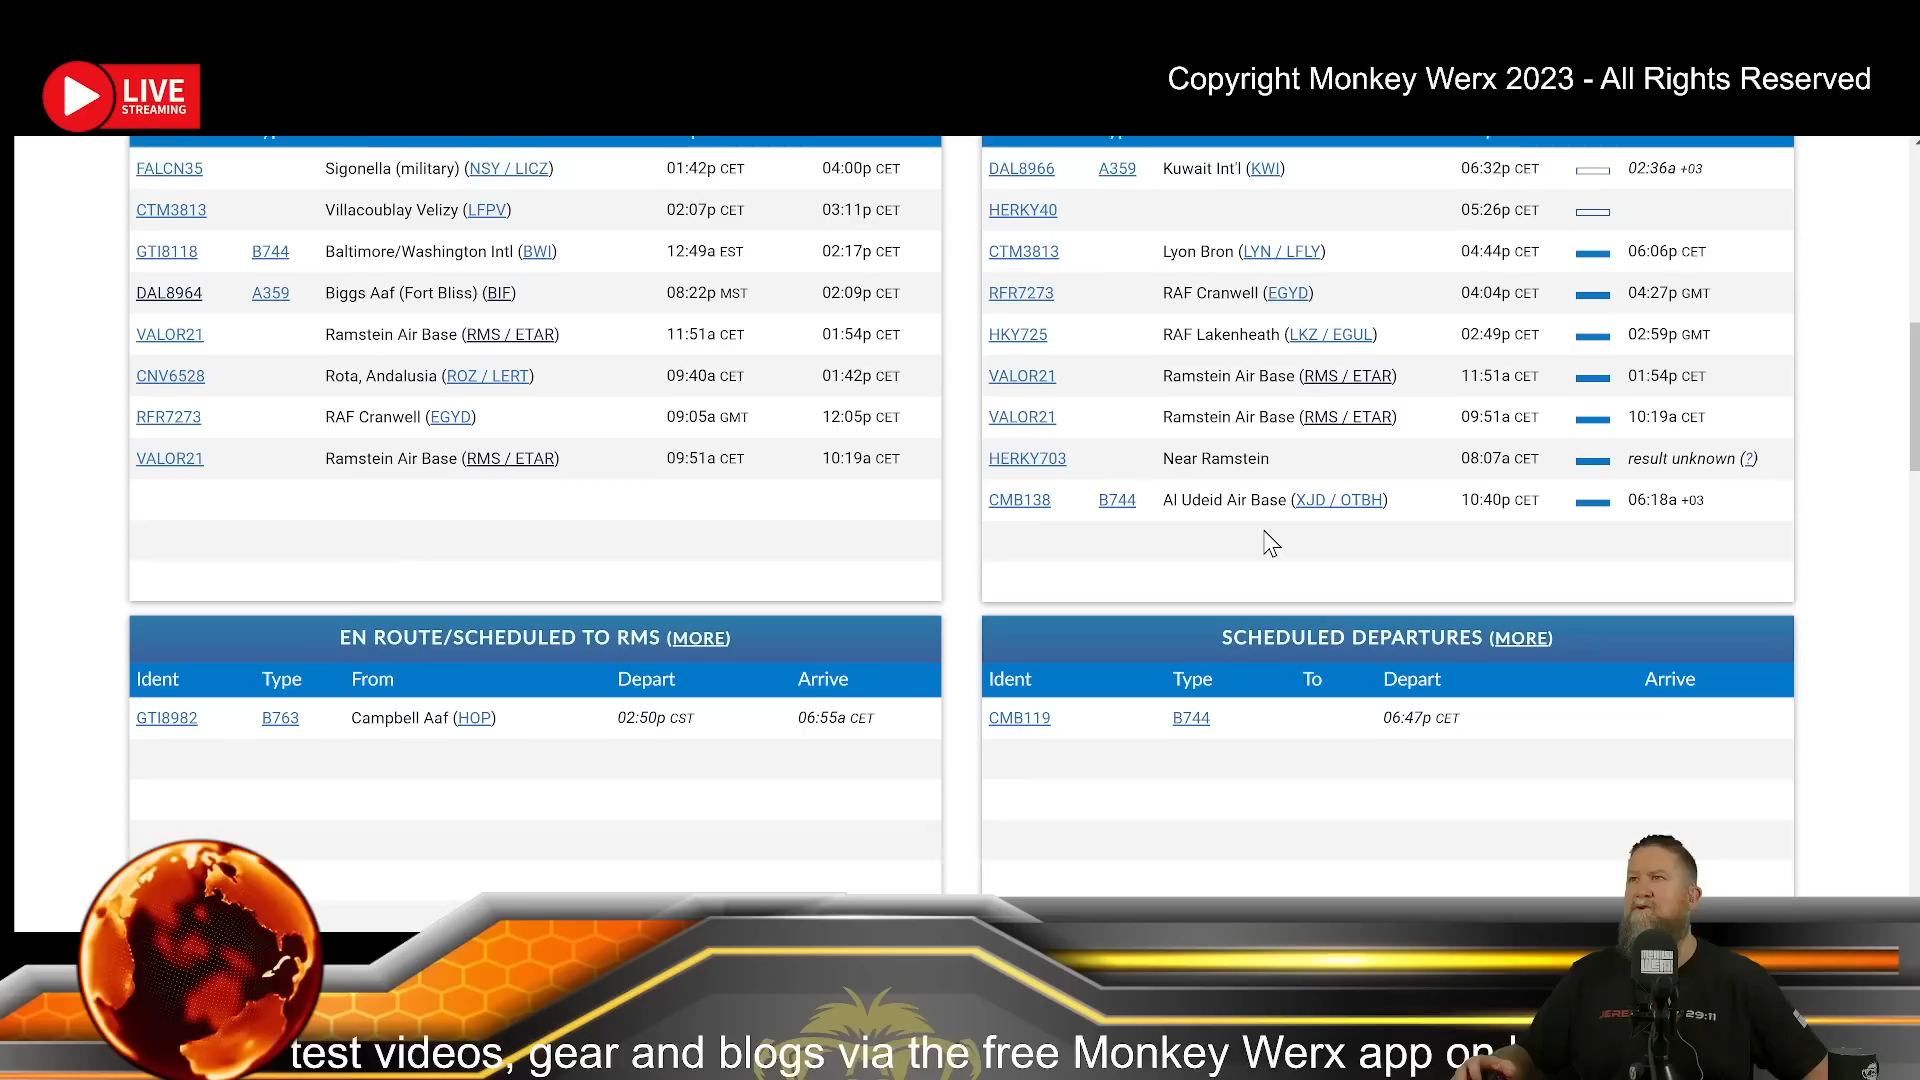 LIVE
STREAMING
Copyright Monkey Werx 2023 - All Rights Reserved
FALCN35 Sigonella (military) (NSY / LICZ) 01:42p CET 04:00p CET
CTM3813 Villacoublay Velizy (LFPV) 02:07p CET 03:11p CET
GTI8118 B744 Baltimore/Washington Intl (BWI) 12:49a EST 02:17p CET
DAL8964 A359 Biggs Aaf (Fort Bliss) (BIF) 08:22p MST 02:09p CET
VALOR21 Ramstein Air Base (RMS / ETAR) 11:51a CET 01:54p CET
CNV6528 Rota, Andalusia (ROZ / LERT) 09:40a CET 01:42p CET
RFR7273 RAF Cranwell (EGYD) 09:05a GMT 12:05p CET
VALOR21 Ramstein Air Base (RMS / ETAR) 09:51a CET 10:19a CET
DAL8966 A359 Kuwait Int'l (KWI) 06:32p CET 02:36a +03
HERKY40 05:26p CET
CTM3813 Lyon Bron (LYN / LFLY) 04:44p CET 06:06p CET
RFR7273 RAF Cranwell (EGYD) 04:04p CET 04:27p GMT
HKY725 RAF Lakenheath (LKZ / EGUL) 02:49p CET 02:59p GMT
VALOR21 Ramstein Air Base (RMS / ETAR) 11:51a CET 01:54p CET
VALOR21 Ramstein Air Base (RMS / ETAR) 09:51a CET 10:19a CET
HERKY703 Near Ramstein 08:07a CET result unknown (?)
CMB138 B744 Al Udeid Air Base (XJD / OTBH) 10:40p CET 06:18a +03
EN ROUTE/SCHEDULED TO RMS (MORE)
Ident Type From Depart Arrive
GTI8982 B763 Campbell Aaf (HOP) 02:50p CST 06:55a CET
SCHEDULED DEPARTURES (MORE)
Ident Type To Depart Arrive
CMB119 B744 06:47p CET
test videos, gear and blogs via the free Monkey Werx app on
29:11